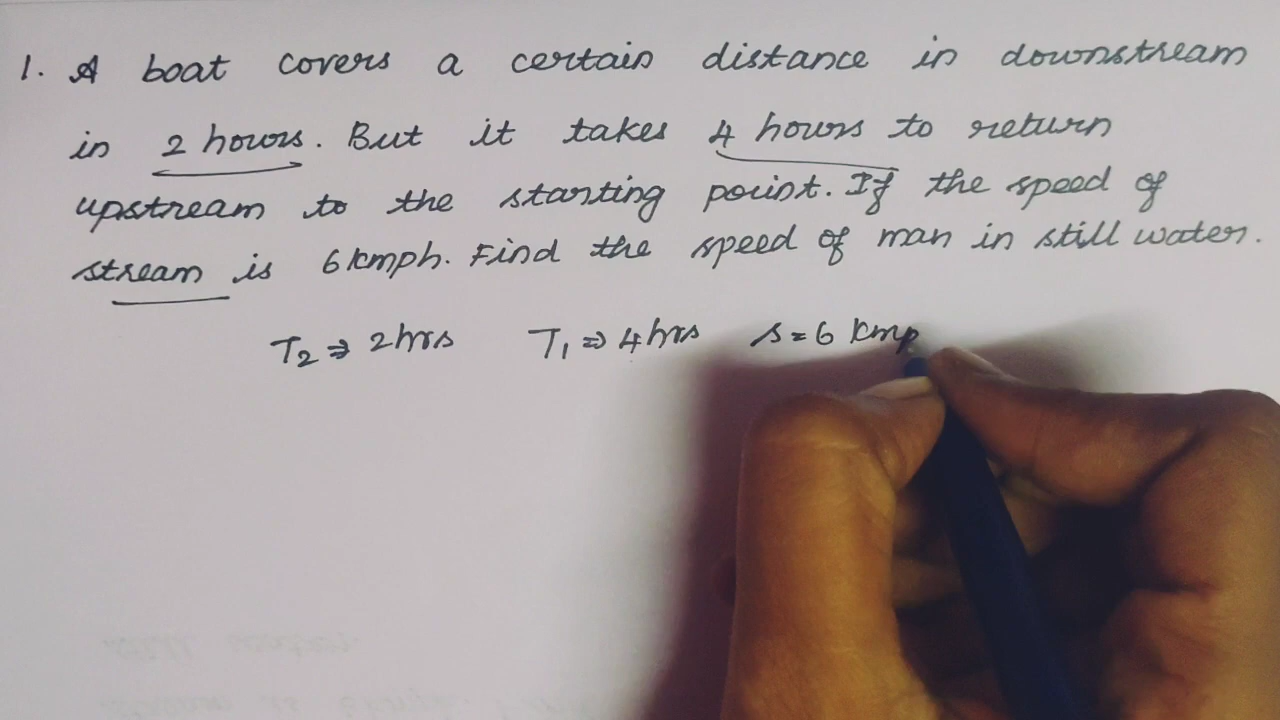 1. A boat covers a certain distance in downstream
in 2 hours. But it takes 4 hours to return
upstream to the starting point. If the speed of
stream is 6 kmph. Find the speed of man in still water.
T2 ⇒ 2 hrs T1 ⇒ 4 hrs s = 6 kmp